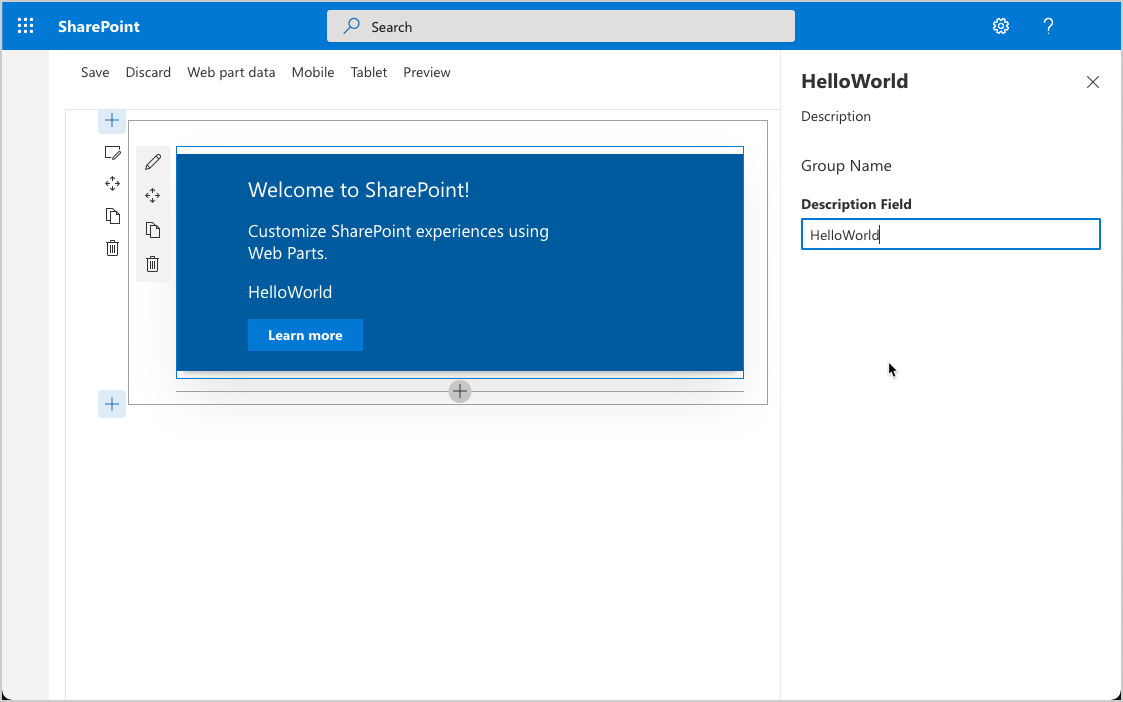 SharePoint
Search
Save Discard Web part data Mobile Tablet Preview
Welcome to SharePoint!
Customize SharePoint experiences using
Web Parts.
HelloWorld
Learn more
HelloWorld
Description
Group Name
Description Field
HelloWorld